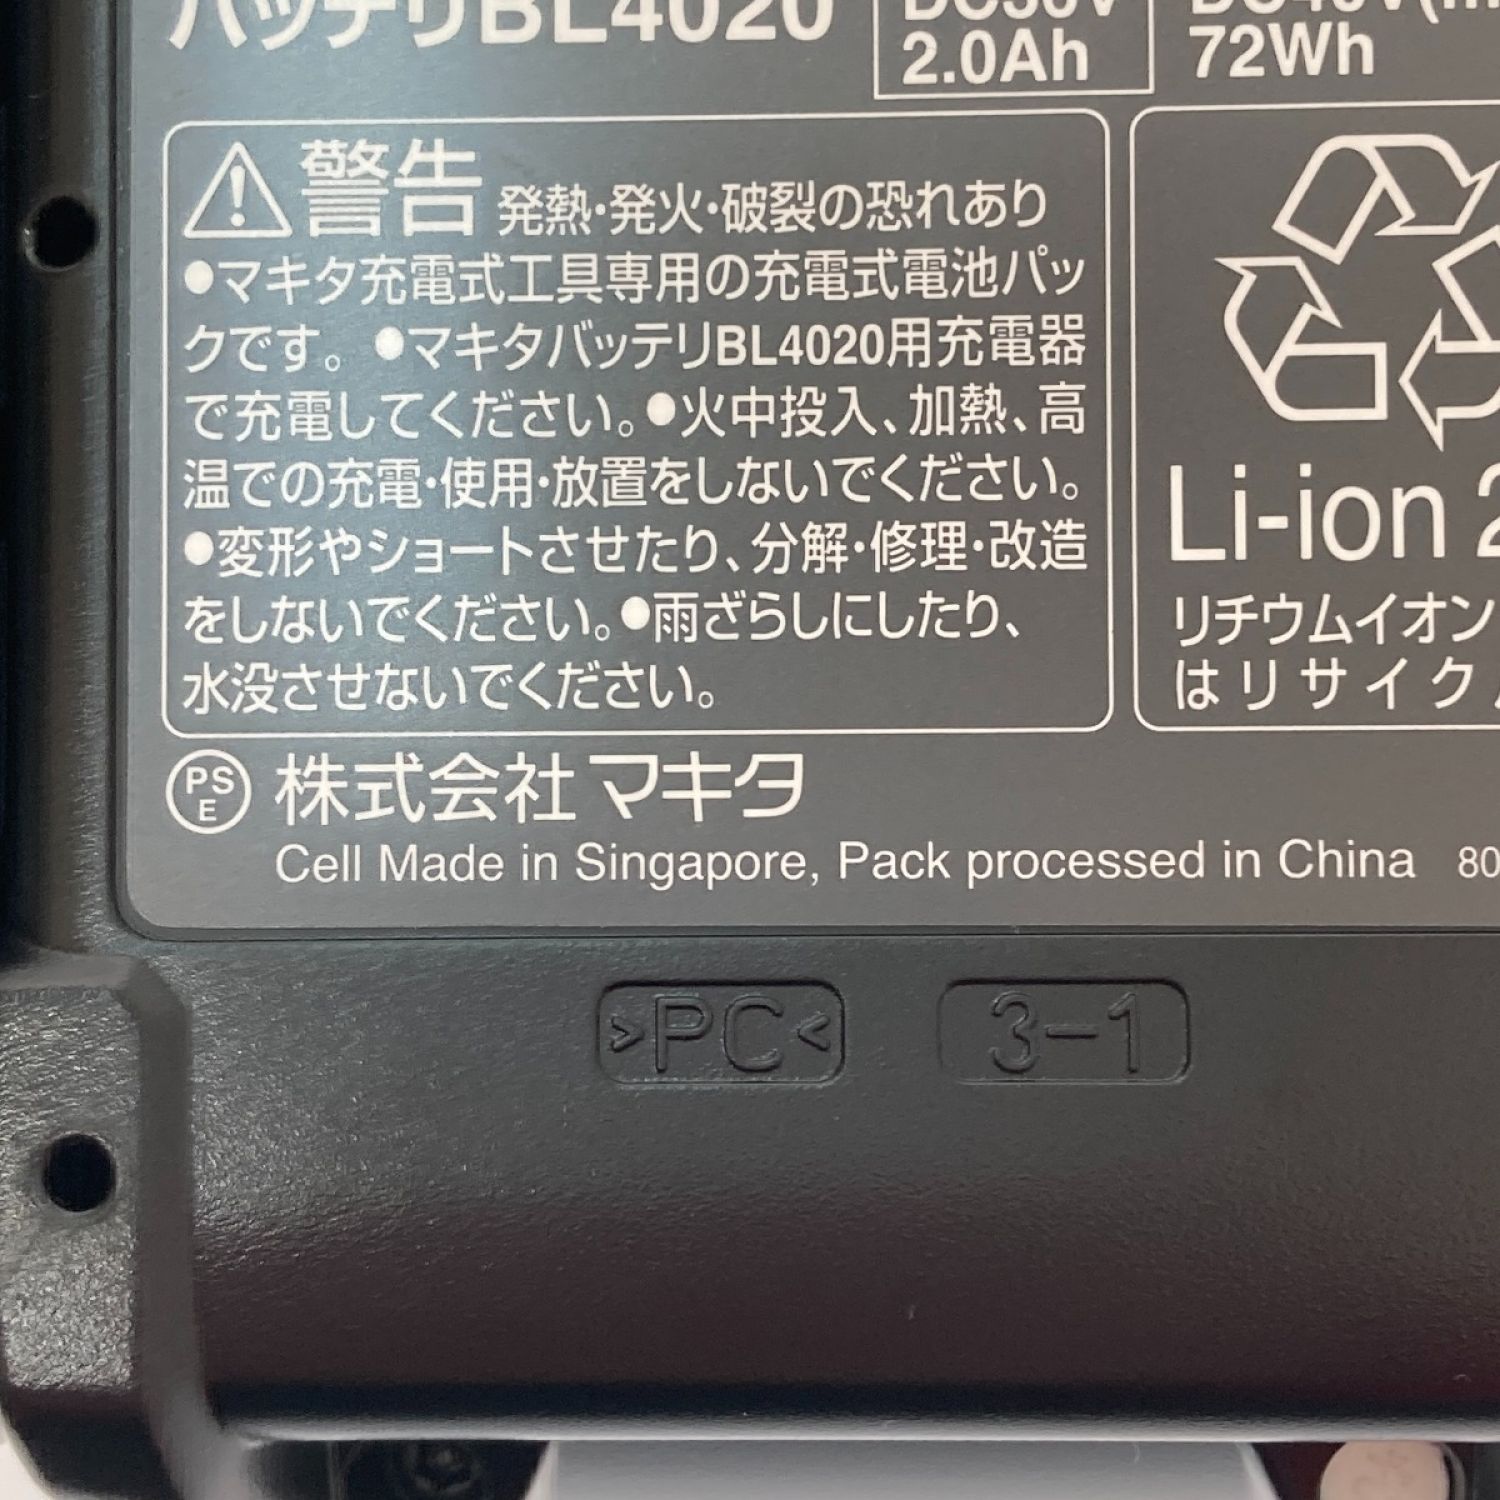 バッテリBL4020
DC36V
2.0Ah
72Wh
警告 発熱・発火・破裂の恐れあり
●マキタ充電式工具専用の充電式電池パッ
クです。●マキタバッテリBL4020用充電器
で充電してください。●火中投入、加熱、高
温での充電・使用・放置をしないでください。
●変形やショートさせたり、分解・修理・改造
をしないでください。●雨ざらしにしたり、
水没させないでください。
Li-ion 2
リチウムイオン
はリサイクル
PS
E
株式会社マキタ
Cell Made in Singapore, Pack processed in China 80
>PC<
3-1